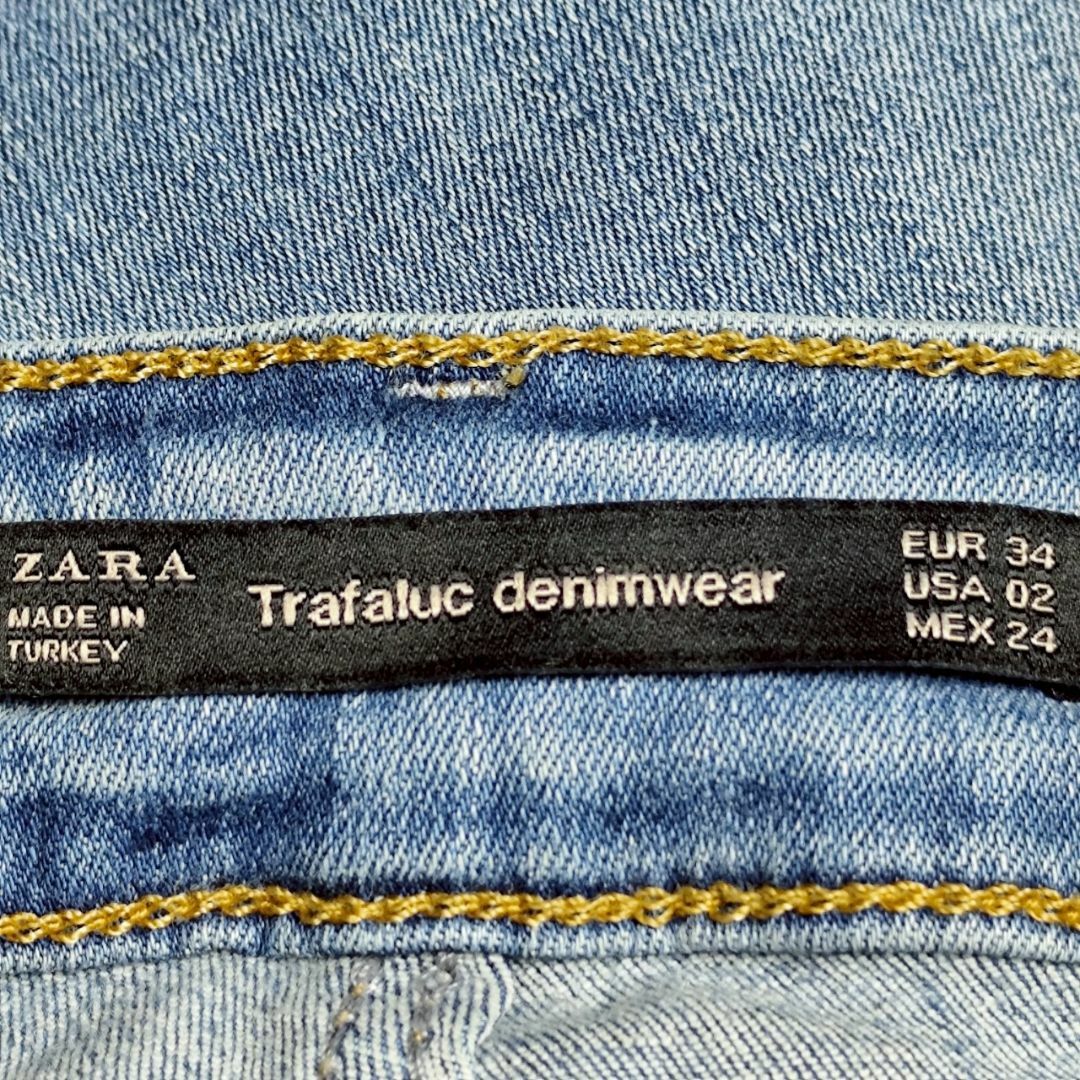 ZARA
MADE IN
TURKEY
Trafaluc denimwear
EUR 34
USA 02
MEX 24